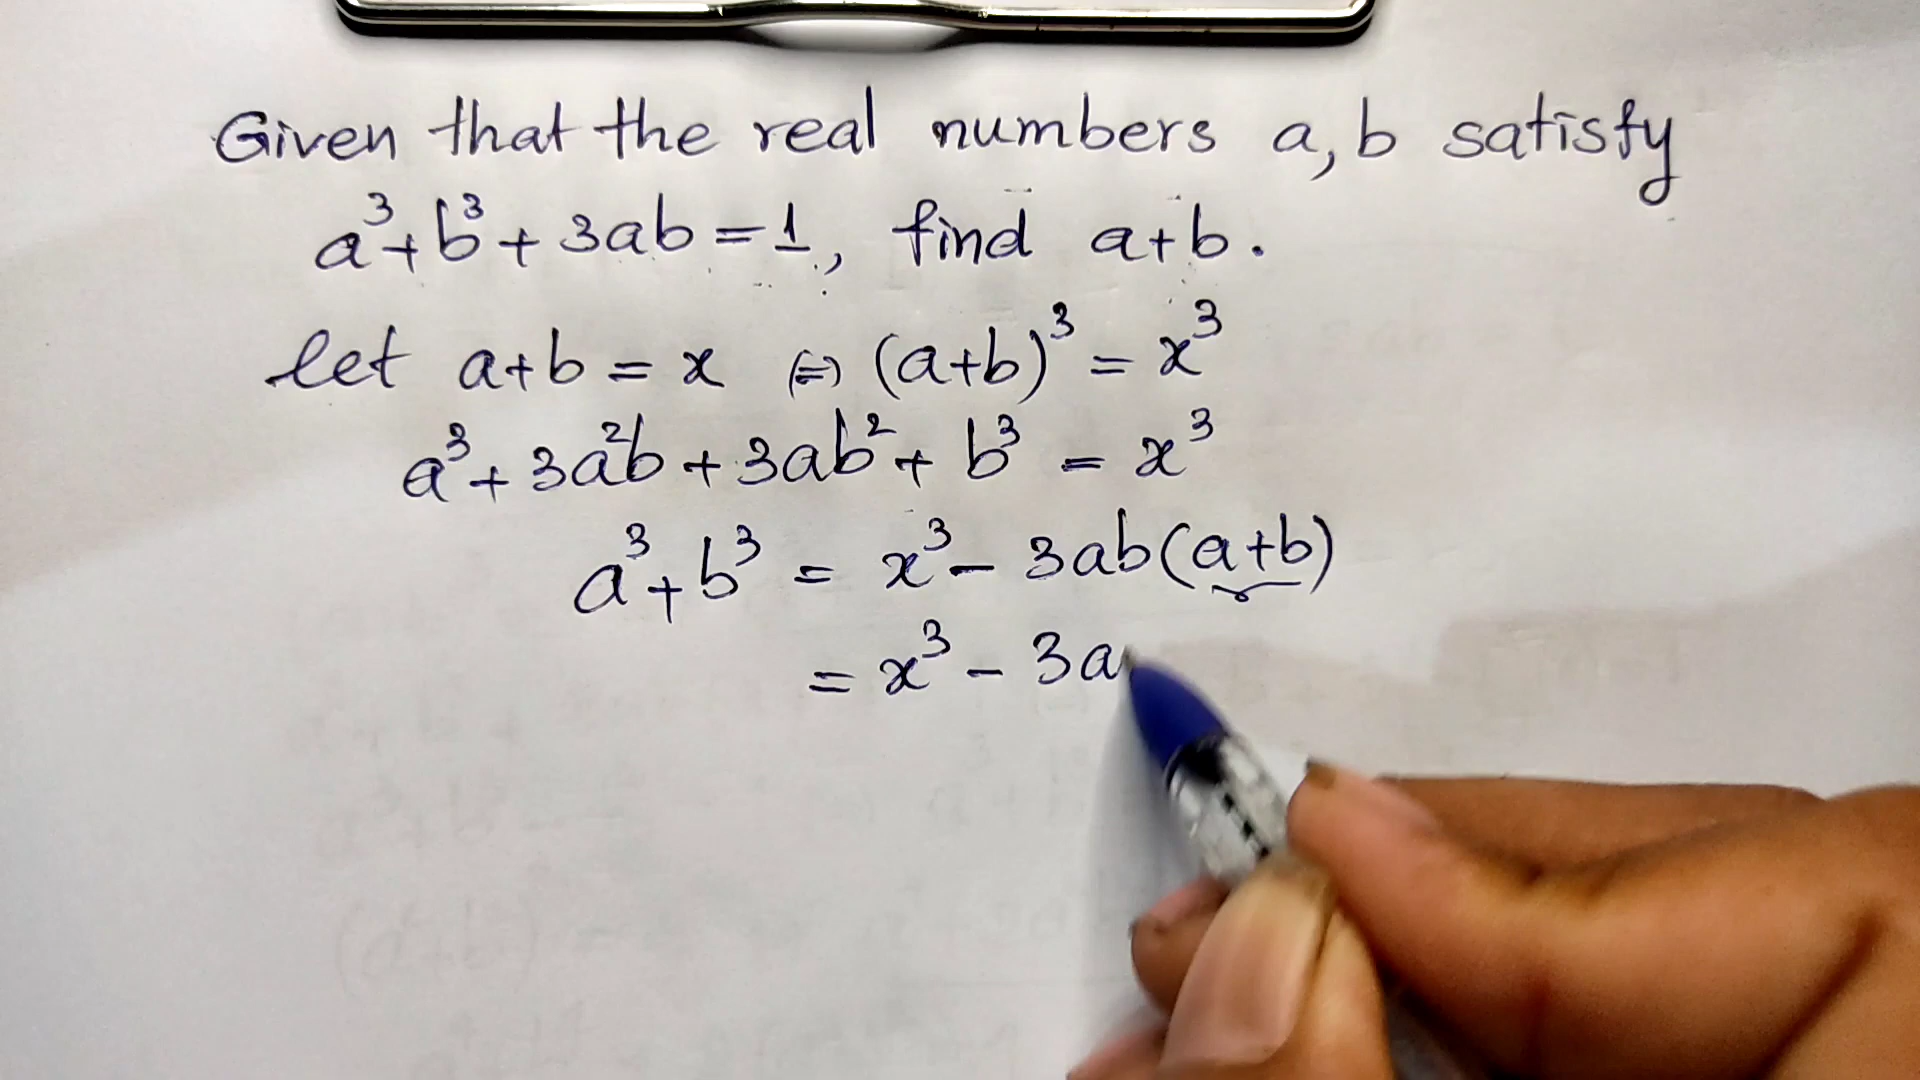 Given that the real numbers a, b satisfy
a³+b³+3ab=1, find a+b.
let a+b = x ⇔ (a+b)³ = x³
a³+3a²b+3ab²+b³ = x³
a³+b³ = x³ - 3ab(a+b)
= x³ - 3a